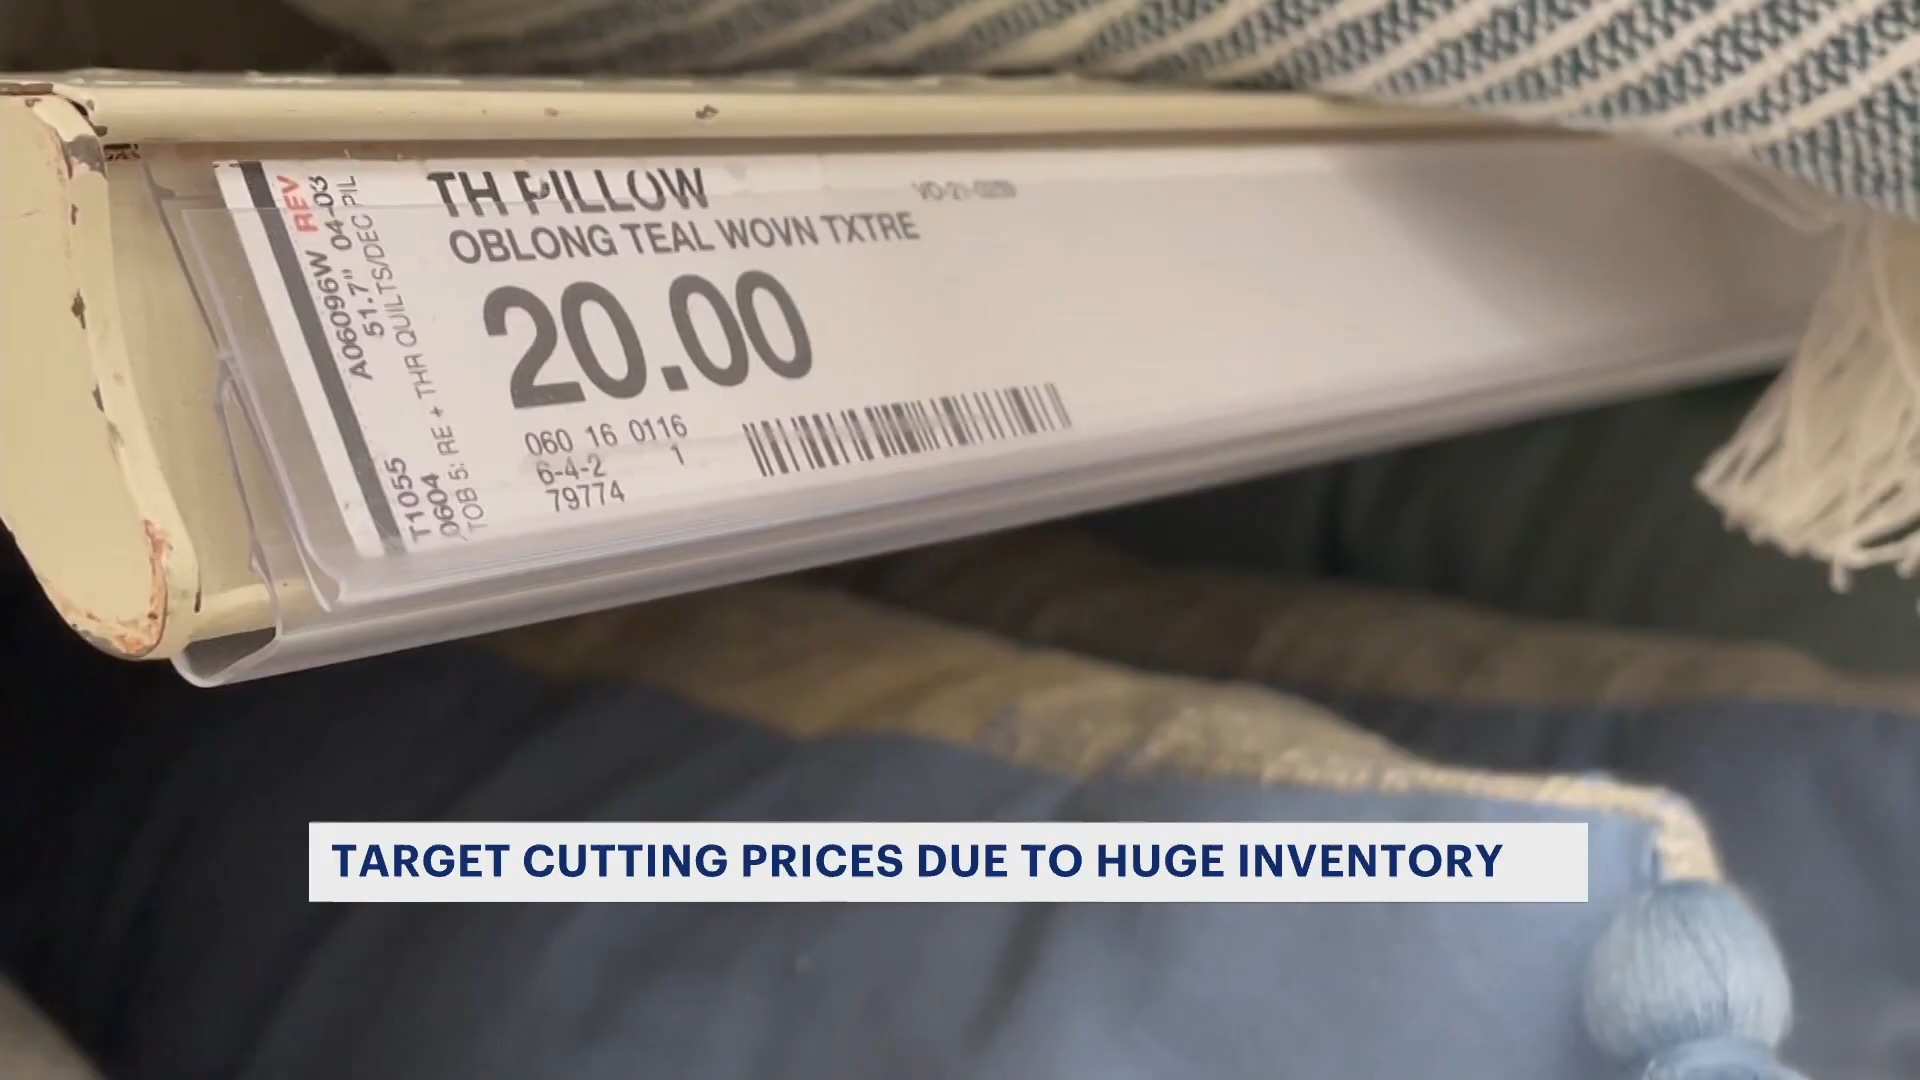 REV
A06096W 04-03
51.7"
QUILTS/DEC PIL
T1055
0604
TOB 5: RE + THR
TH PILLOW
OBLONG TEAL WOVN TXTRE
20.00
060 16 0116
6-4-2 1
79774
TARGET CUTTING PRICES DUE TO HUGE INVENTORY